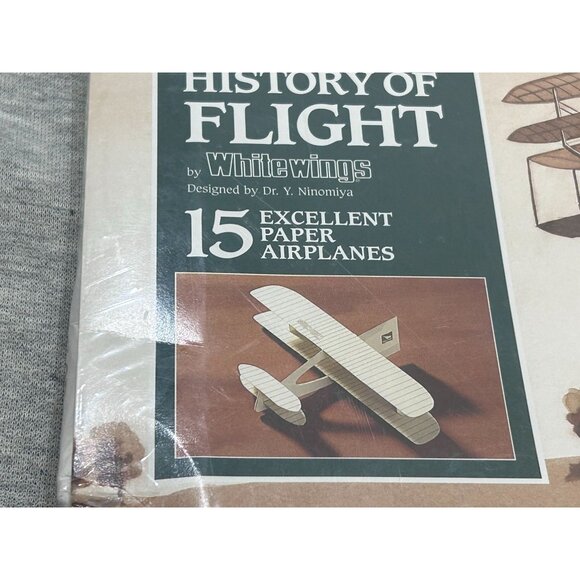 HISTORY OF
FLIGHT
by Whitewings
Designed by Dr. Y. Ninomiya
15 EXCELLENT
PAPER
AIRPLANES